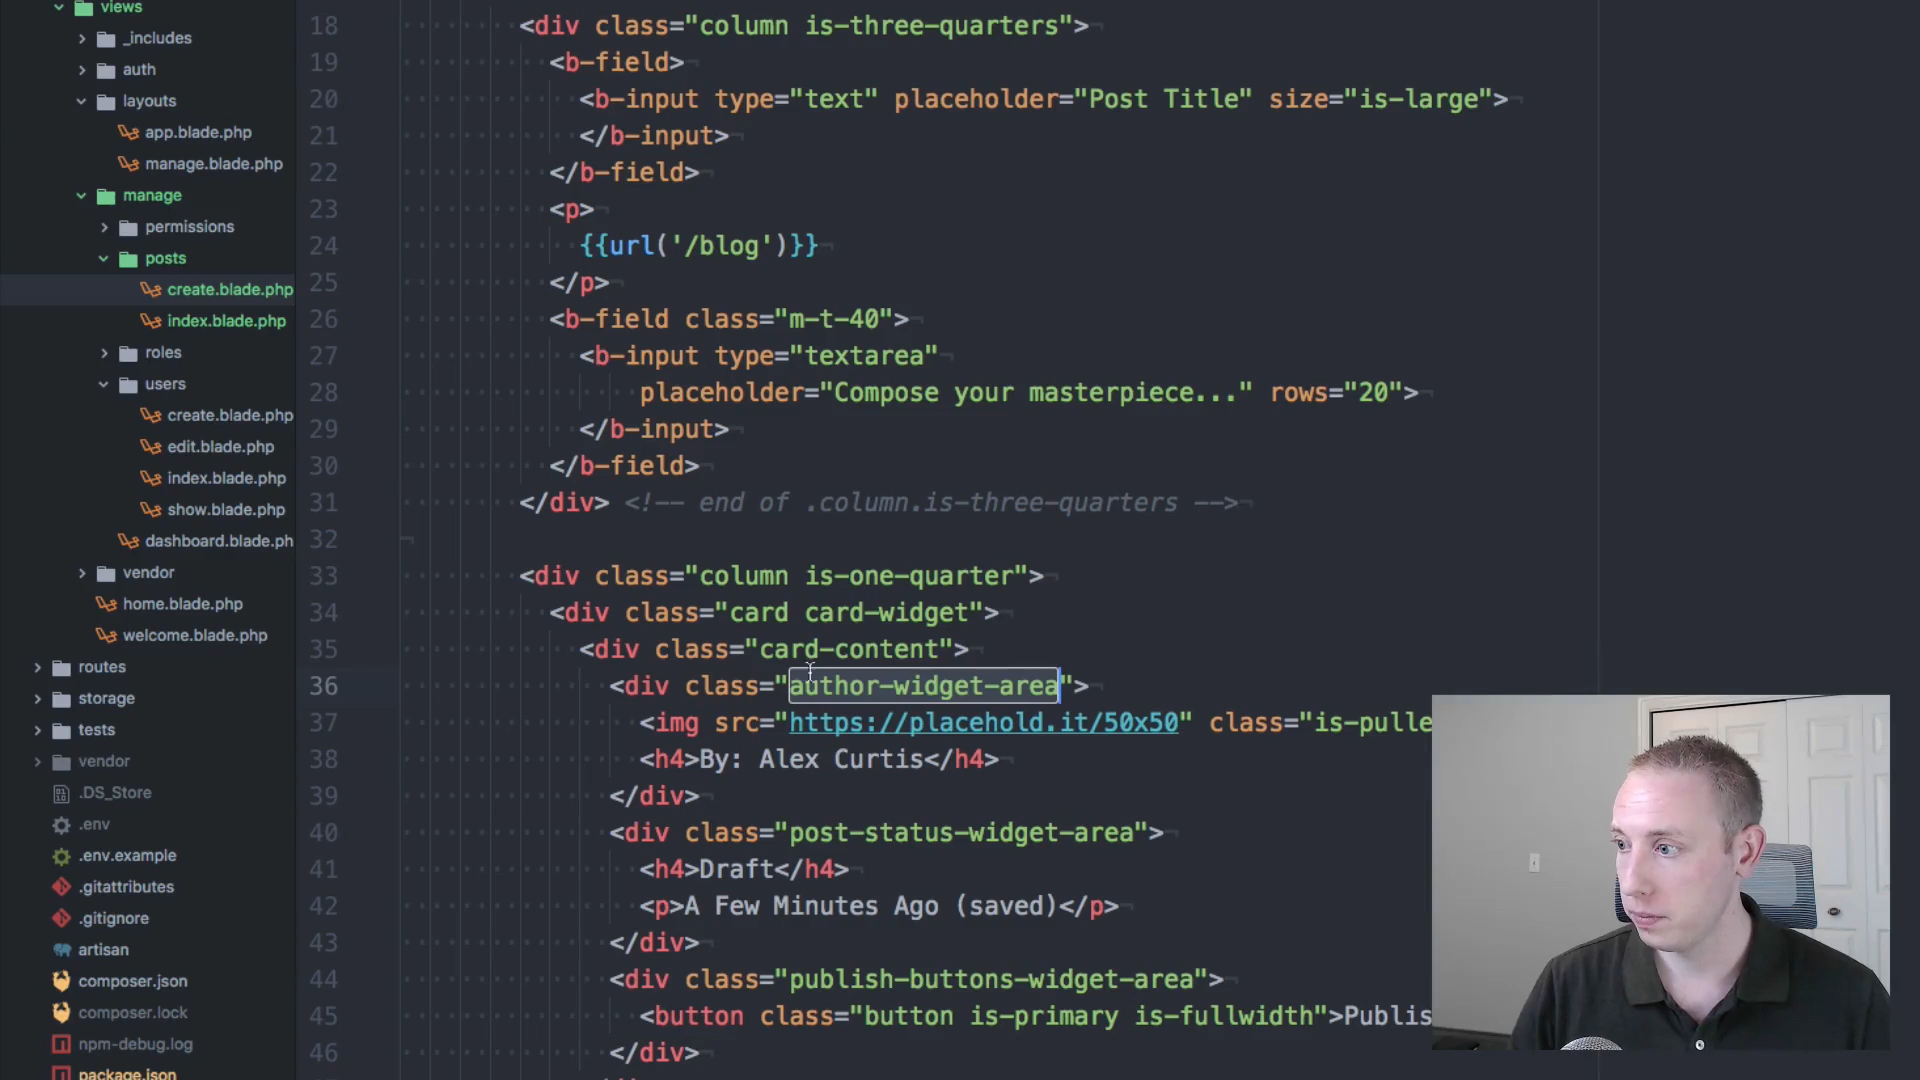 views
_includes
auth
layouts
app.blade.php
manage.blade.php
manage
permissions
posts
create.blade.php
index.blade.php
roles
users
create.blade.php
edit.blade.php
index.blade.php
show.blade.php
dashboard.blade.ph
vendor
home.blade.php
welcome.blade.php
routes
storage
tests
vendor
.DS_Store
.env
.env.example
.gitattributes
.gitignore
artisan
composer.json
composer.lock
npm-debug.log
package.json
18 <div class="column is-three-quarters">
19 <b-field>
20 <b-input type="text" placeholder="Post Title" size="is-large">
21 </b-input>
22 </b-field>
23 <p>
24 {{url('/blog')}}
25 </p>
26 <b-field class="m-t-40">
27 <b-input type="textarea"
28 placeholder="Compose your masterpiece..." rows="20">
29 </b-input>
30 </b-field>
31 </div> <!-- end of .column.is-three-quarters -->
32
33 <div class="column is-one-quarter">
34 <div class="card card-widget">
35 <div class="card-content">
36 <div class="author-widget-area">
37 <img src="https://placehold.it/50x50" class="is-pulle
38 <h4>By: Alex Curtis</h4>
39 </div>
40 <div class="post-status-widget-area">
41 <h4>Draft</h4>
42 <p>A Few Minutes Ago (saved)</p>
43 </div>
44 <div class="publish-buttons-widget-area">
45 <button class="button is-primary is-fullwidth">Publis
46 </div>